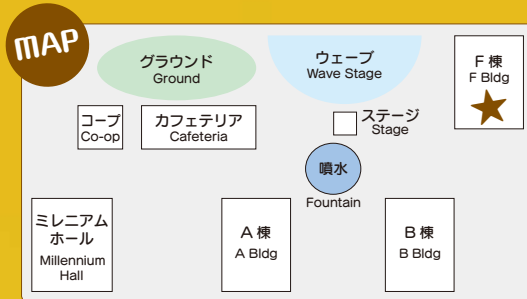 MAP
グラウンド
Ground
ウェーブ
Wave Stage
F 棟
F Bldg
コープ
Co-op
カフェテリア
Cafeteria
ステージ
Stage
噴水
Fountain
ミレニアム
ホール
Millennium
Hall
A 棟
A Bldg
B 棟
B Bldg